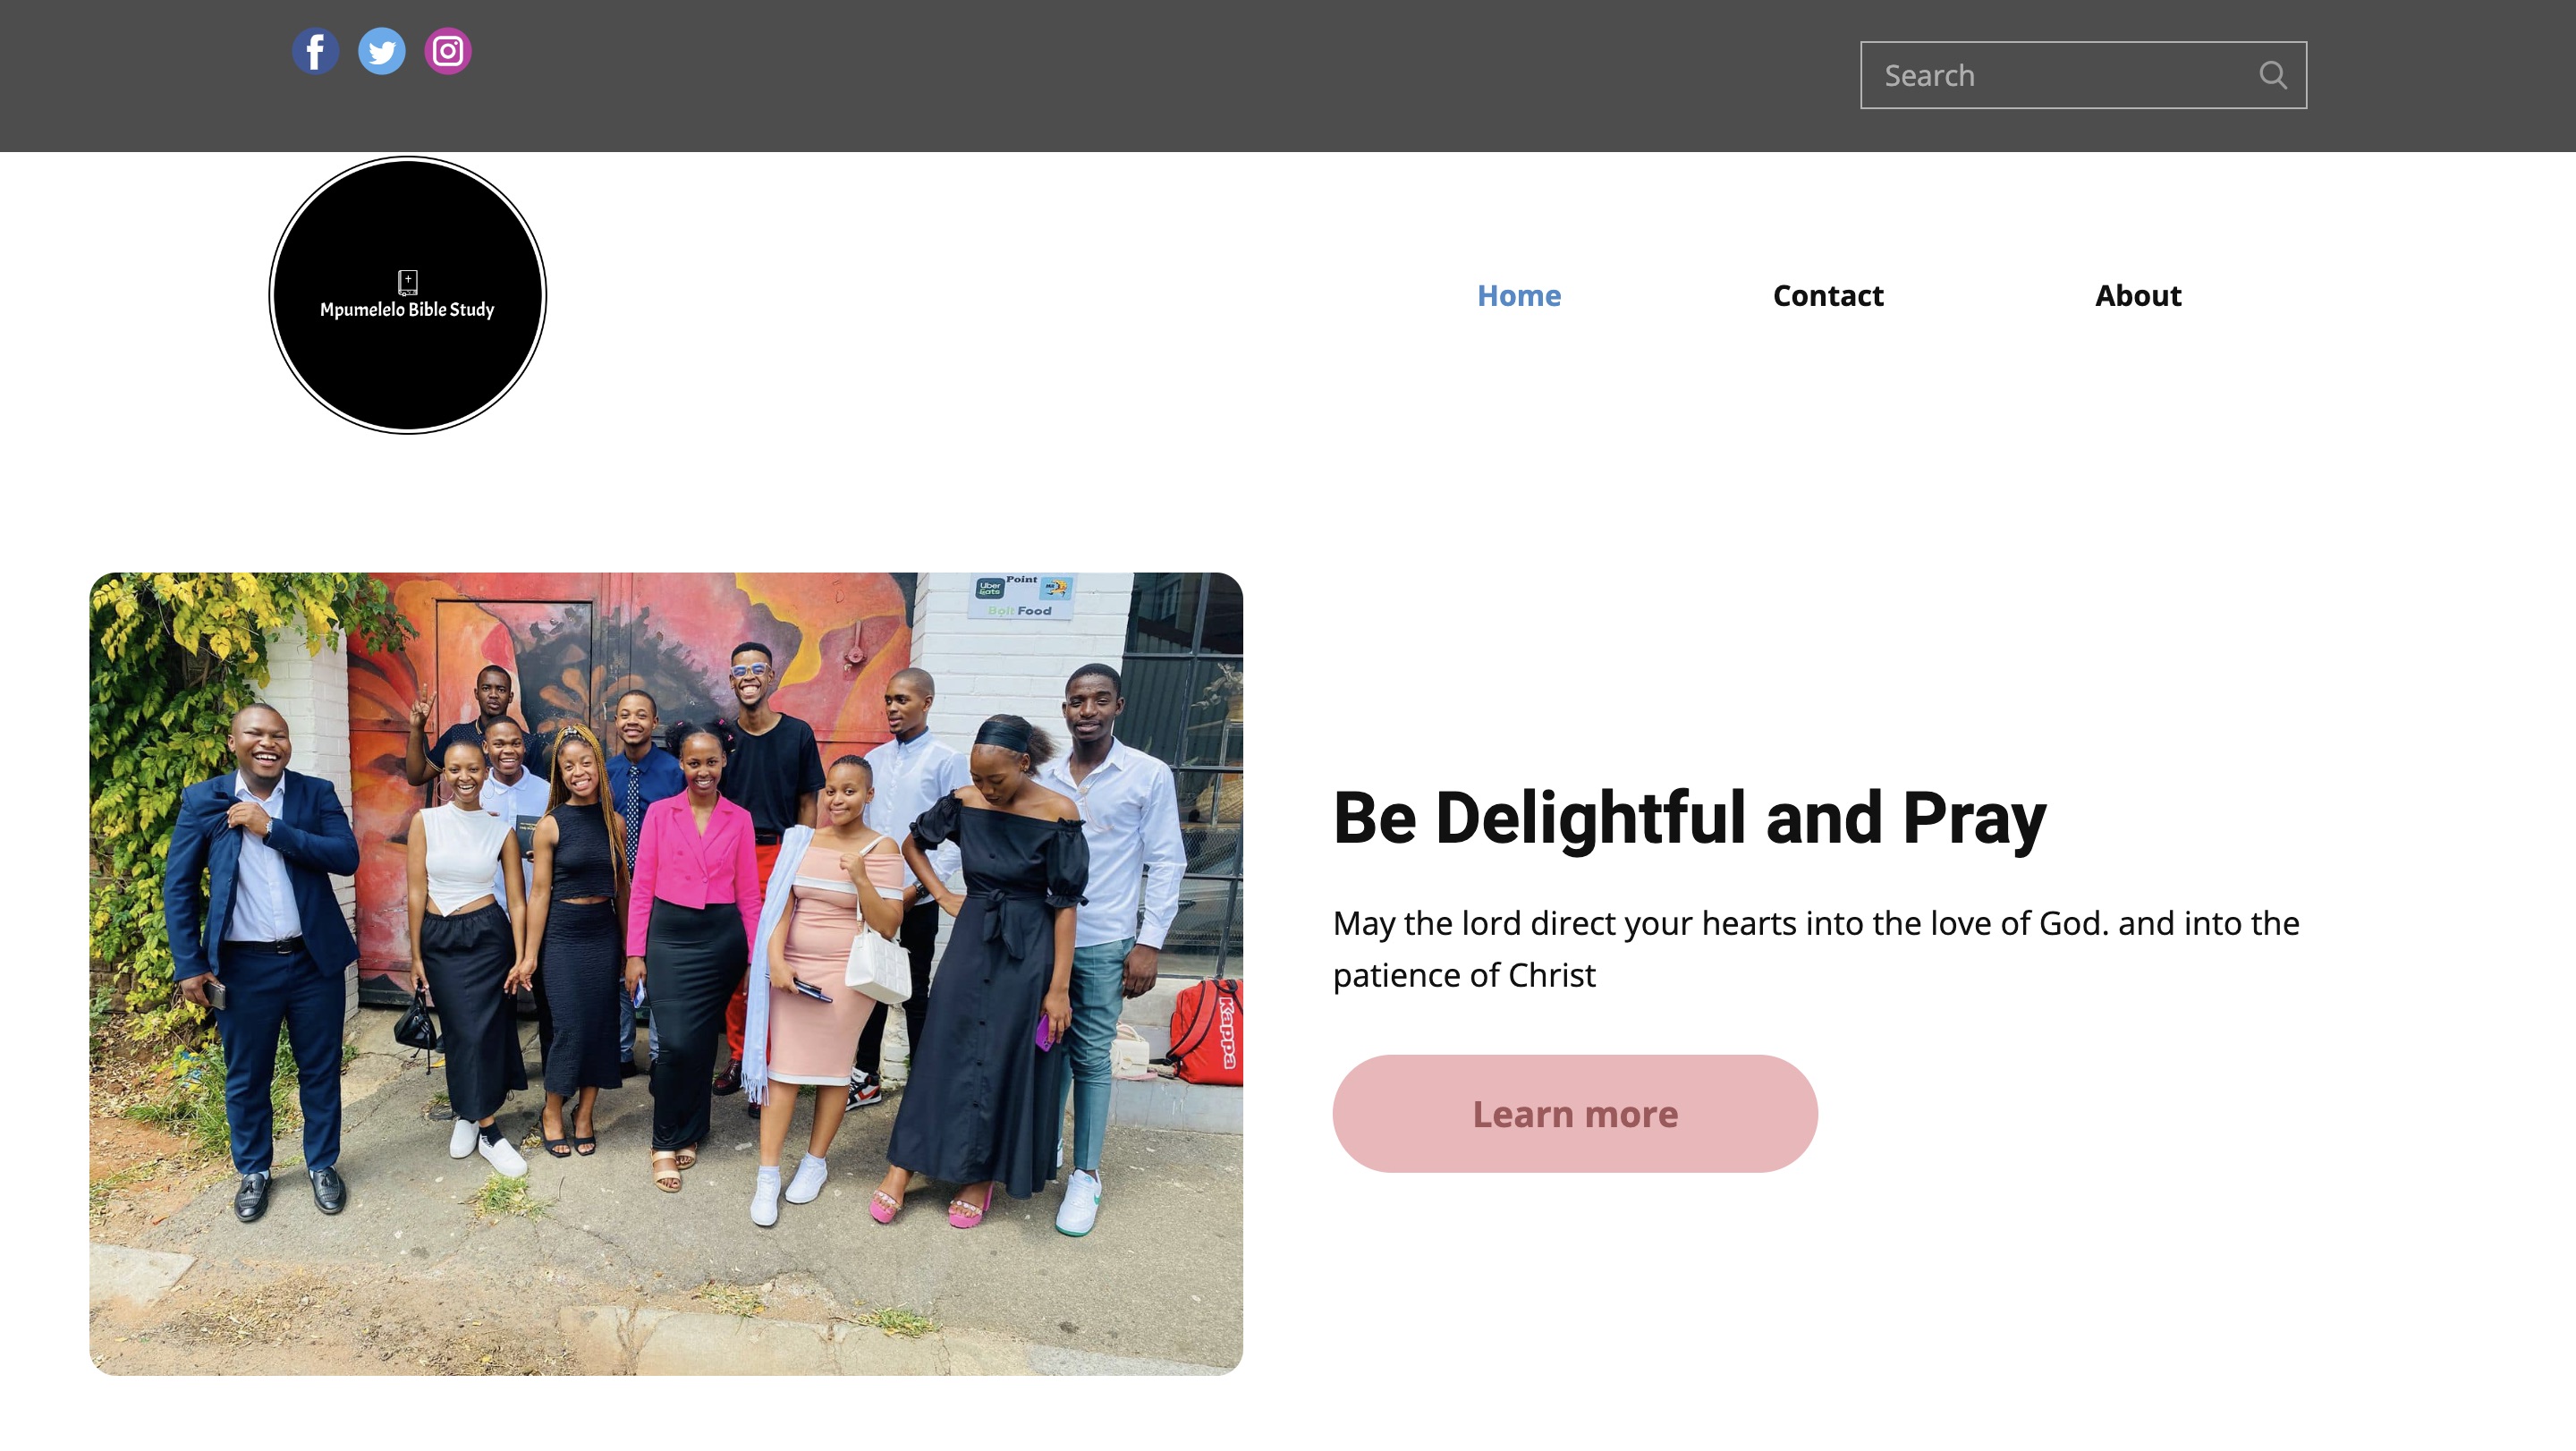 Search
Mpumelelo Bible Study
Home
Contact
About
Point
Uber
Eats
Bolt Food
Kappa
Be Delightful and Pray
May the lord direct your hearts into the love of God. and into the
patience of Christ
Learn more